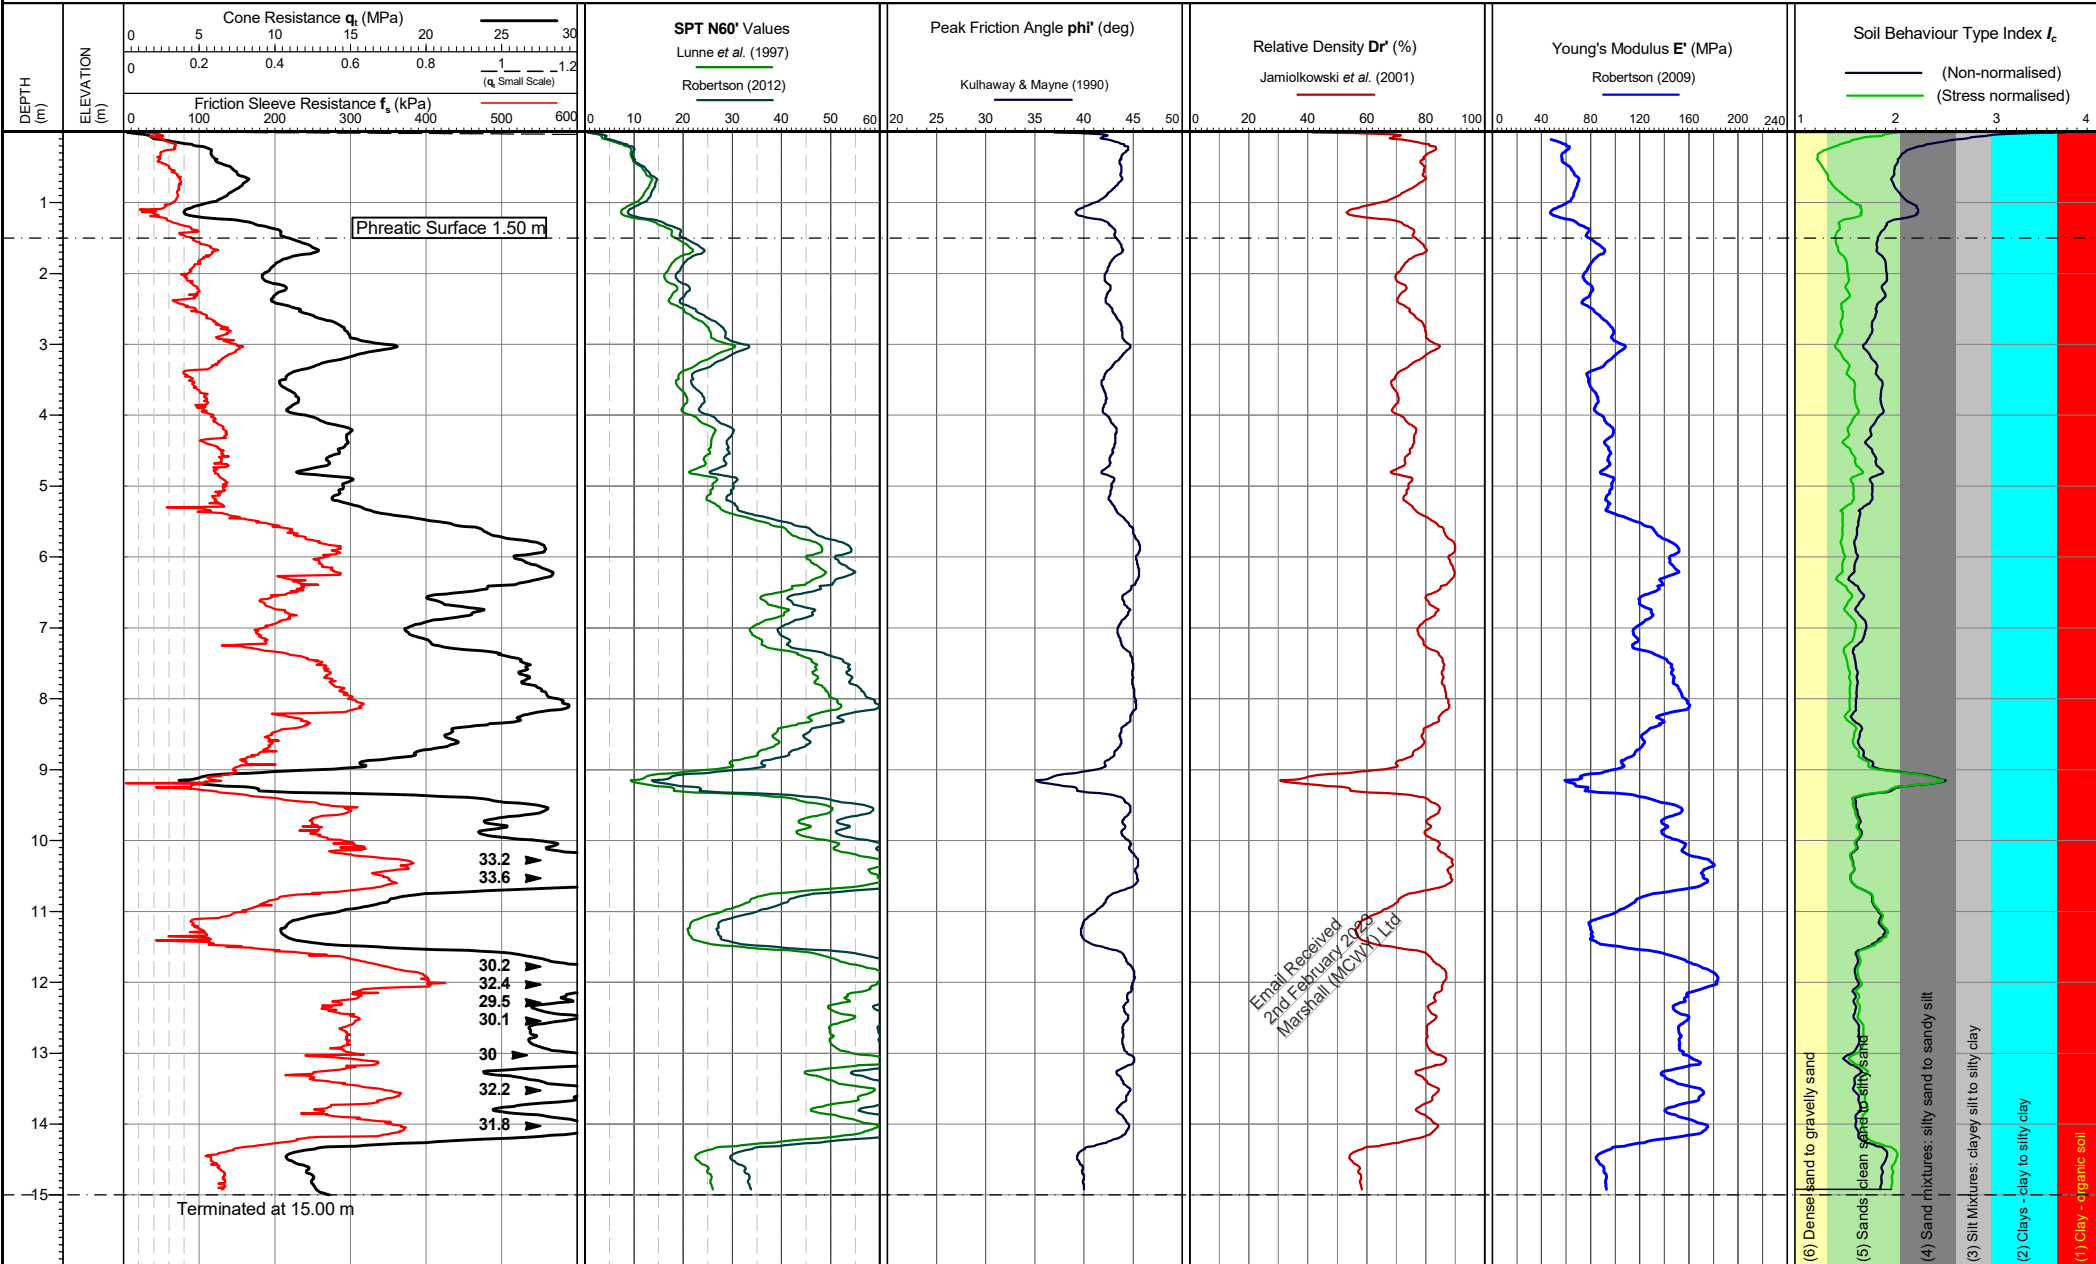 DEPTH
(m)
ELEVATION
(m)
Cone Resistance qt (MPa)
0 5 10 15 20 25 30
0 0.2 0.4 0.6 0.8 1 1.2
(qt Small Scale)
Friction Sleeve Resistance fs (kPa)
0 100 200 300 400 500 600
SPT N60' Values
Lunne et al. (1997)
Robertson (2012)
0 10 20 30 40 50 60
Peak Friction Angle phi' (deg)
Kulhaway & Mayne (1990)
20 25 30 35 40 45 50
Relative Density Dr' (%)
Jamiolkowski et al. (2001)
0 20 40 60 80 100
Young's Modulus E' (MPa)
Robertson (2009)
0 40 80 120 160 200 240
Soil Behaviour Type Index Ic
(Non-normalised)
(Stress normalised)
1 2 3 4
1
Phreatic Surface 1.50 m
2
3
4
5
6
7
8
9
10
33.2
33.6
11
30.2
12
32.4
29.5
30.1
13
30
32.2
14
31.8
15
Terminated at 15.00 m
Email Received
2nd February 2023
Marshall (MCWX) Ltd
(6) Dense sand to gravelly sand
(5) Sands: clean sand to silty sand
(4) Sand mixtures: silty sand to sandy silt
(3) Silt Mixtures: clayey silt to silty clay
(2) Clays - clay to silty clay
(1) Clay - organic soil